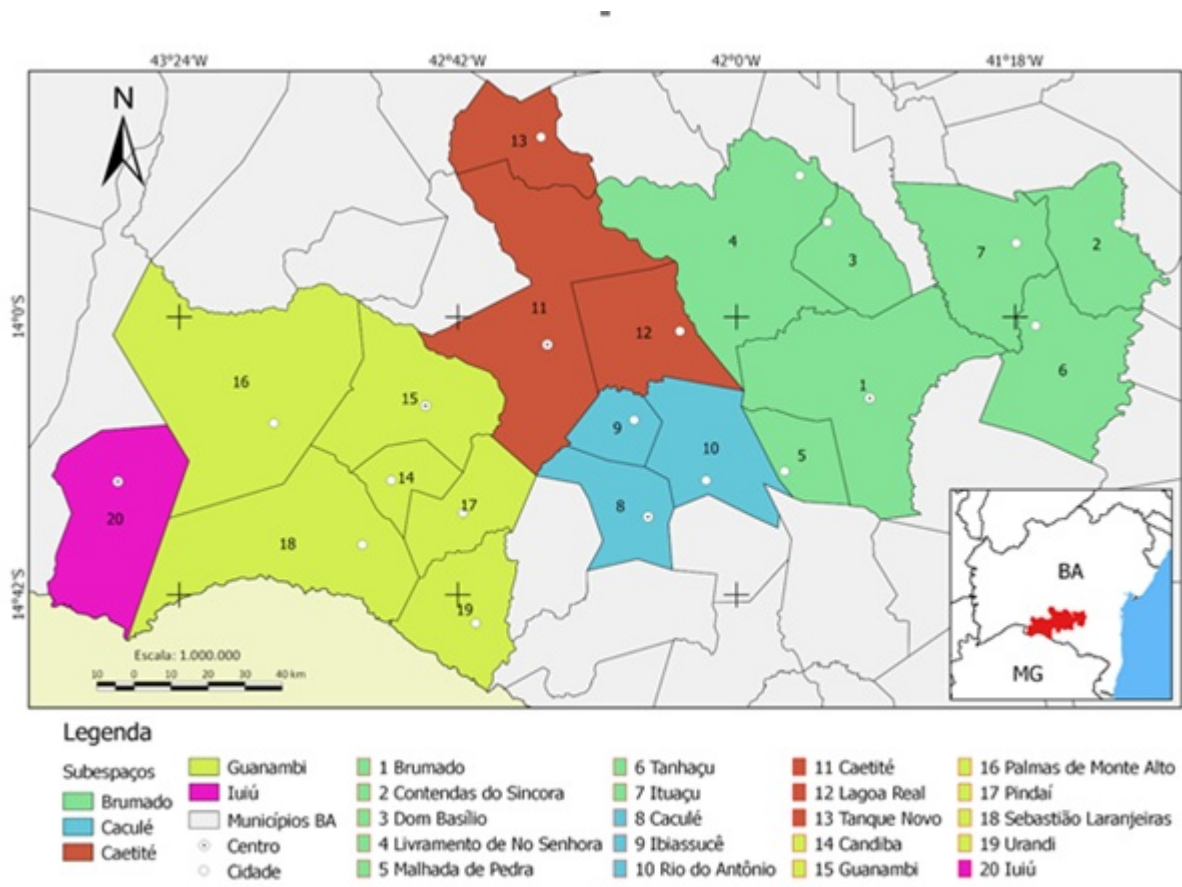 43°24'W 42°42'W 42°0'W 41°18'W
N
13
4
3
7
2
14°0'S
11
12
16
1
6
15
9
10
5
14
20
17
8
18
14°42'S
19
BA
MG
Escala: 1.000.000
10 0 10 20 30 40 km
Legenda
Subespaços
Brumado
Caculé
Caetité
Guanambi
Iuiú
Municípios BA
Centro
Cidade
1 Brumado
2 Contendas do Sincora
3 Dom Basílio
4 Livramento de No Senhora
5 Malhada de Pedra
6 Tanhaçu
7 Ituaçu
8 Caculé
9 Ibiassucê
10 Rio do Antônio
11 Caetité
12 Lagoa Real
13 Tanque Novo
14 Candiba
15 Guanambi
16 Palmas de Monte Alto
17 Pindaí
18 Sebastião Laranjeiras
19 Urandi
20 Iuiú